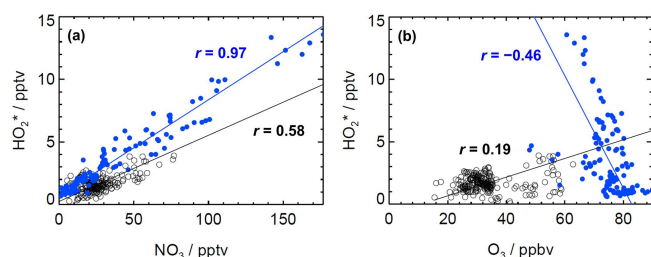 (a)
r = 0.97
r = 0.58
HO₂* / pptv
15
10
5
0
0
50
100
150
NO₃ / pptv
(b)
r = −0.46
r = 0.19
HO₂* / pptv
15
10
5
0
0
20
40
60
80
O₃ / ppbv